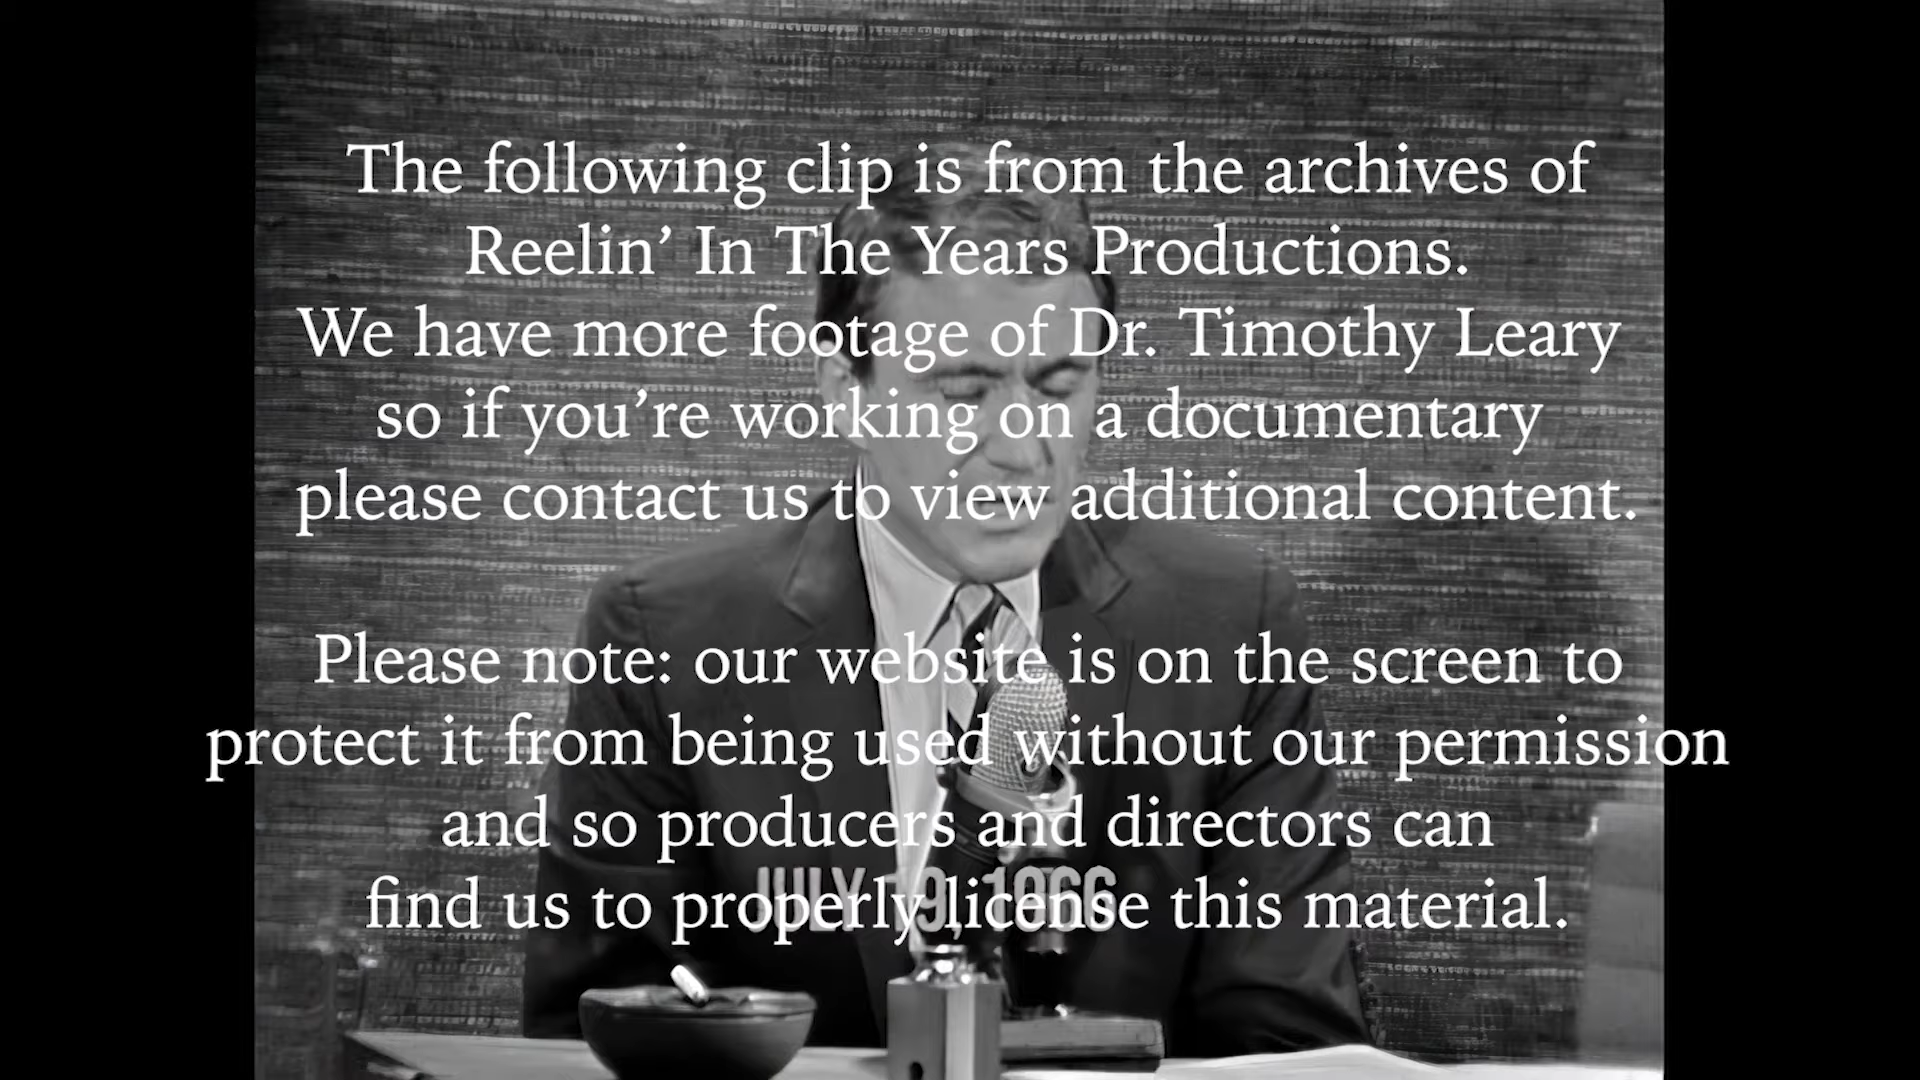 The following clip is from the archives of
Reelin’ In The Years Productions.
We have more footage of Dr. Timothy Leary
so if you’re working on a documentary
please contact us to view additional content.
Please note: our website is on the screen to
protect it from being used without our permission
and so producers and directors can
find us to properly license this material.
JULY 19, 1966